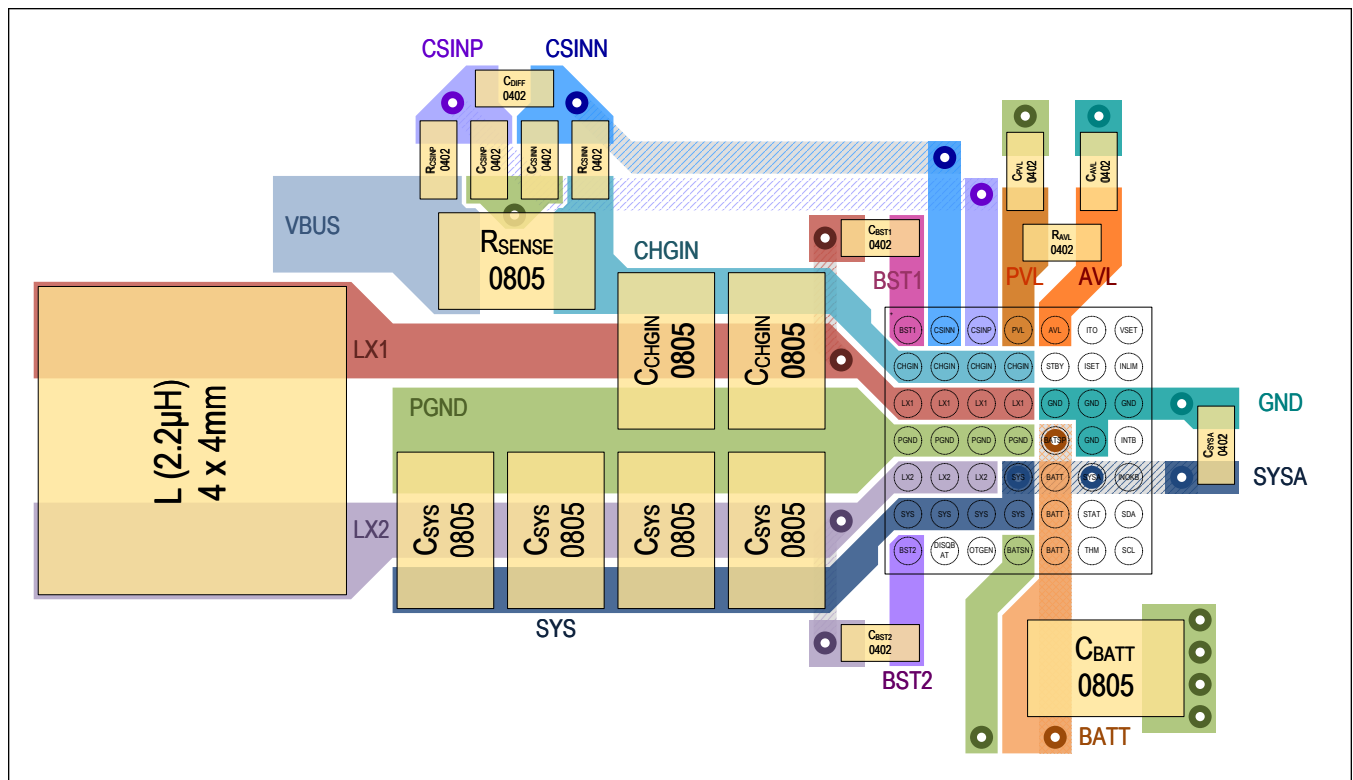 CSINP
CSINN
CDIFF
0402
RCSINP
0402
CCSINP
0402
CCSINN
0402
RCSINN
0402
CPVL
0402
CAVL
0402
VBUS
RSENSE
0805
CHGIN
CBST1
0402
BST1
RAVL
0402
PVL
AVL
L (2.2µH)
4 x 4mm
LX1
CCHGIN
0805
CCHGIN
0805
PGND
BST1
CSINN
CSINP
PVL
AVL
ITO
VSET
CHGIN
CHGIN
CHGIN
CHGIN
STBY
ISET
INLIM
LX1
LX1
LX1
LX1
GND
GND
GND
GND
PGND
PGND
PGND
PGND
BATSP
GND
INTB
CSYSA
0402
LX2
LX2
LX2
SYS
BATT
SYSA
INOKB
SYSA
SYS
SYS
SYS
SYS
BATT
STAT
SDA
BST2
DISQB
AT
OTGEN
BATSN
BATT
THM
SCL
LX2
CSYS
0805
CSYS
0805
CSYS
0805
CSYS
0805
SYS
CBST2
0402
BST2
CBATT
0805
BATT